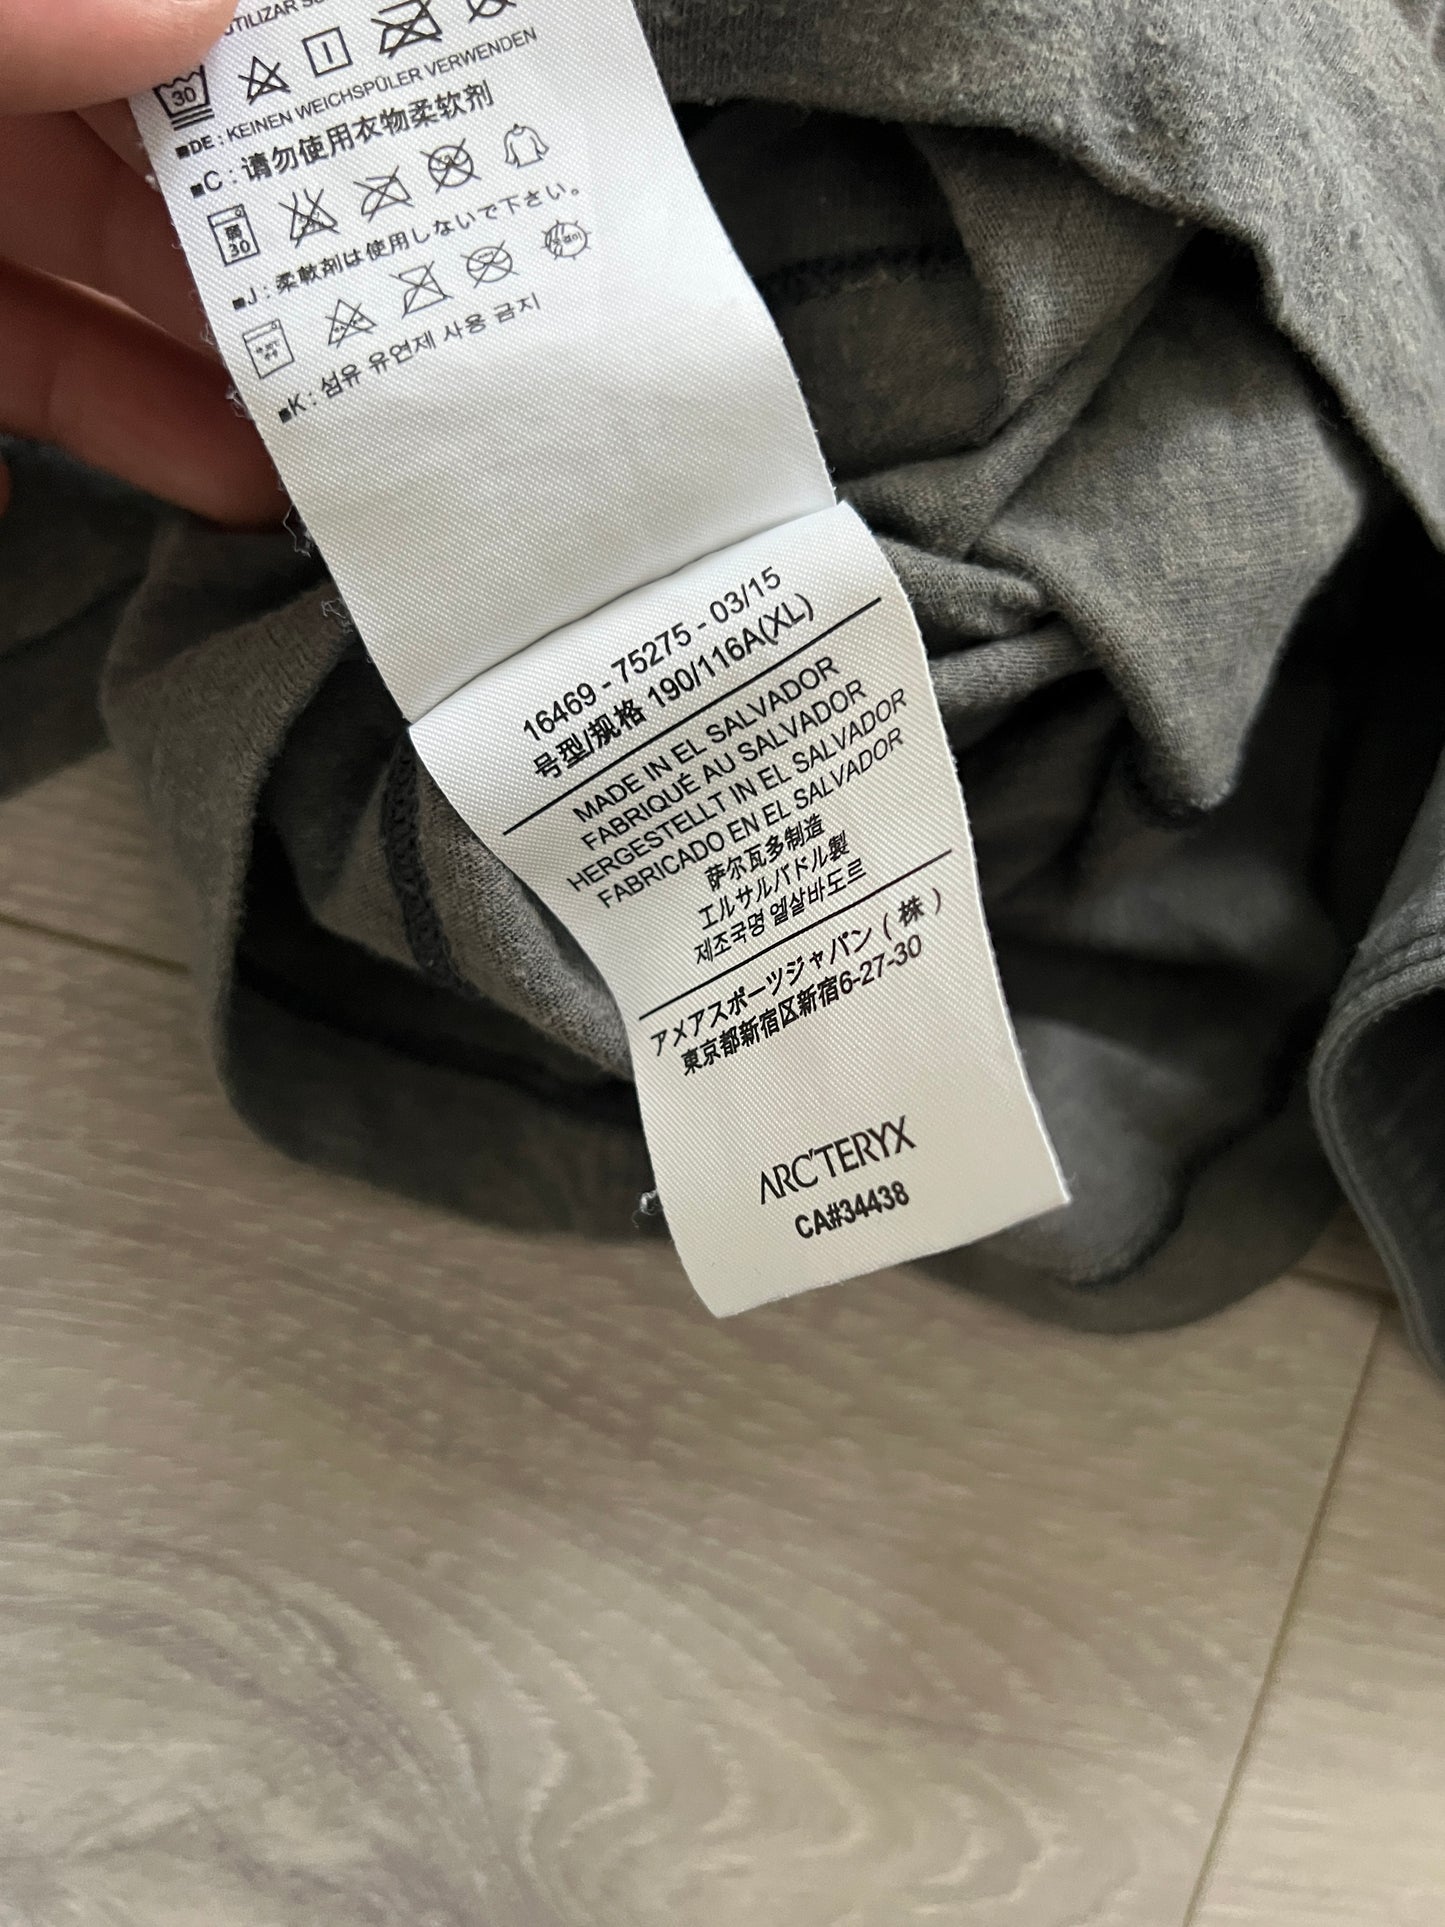 UTILIZAR
30
■DE : KEINEN WEICHSPÜLER VERWENDEN
■C : 请勿使用衣物柔软剂
弱
30
■J : 柔軟剤は使用しないで下さい。
■K : 섬유 유연제 사용 금지
16469 - 75275 - 03/15
号型/规格 190/116A(XL)
MADE IN EL SALVADOR
FABRIQUÉ AU SALVADOR
HERGESTELLT IN EL SALVADOR
FABRICADO EN EL SALVADOR
萨尔瓦多制造
エルサルバドル製
제조국명 엘살바도르
アメアスポーツジャパン ( 株 )
東京都新宿区新宿6-27-30
ARC'TERYX
CA#34438